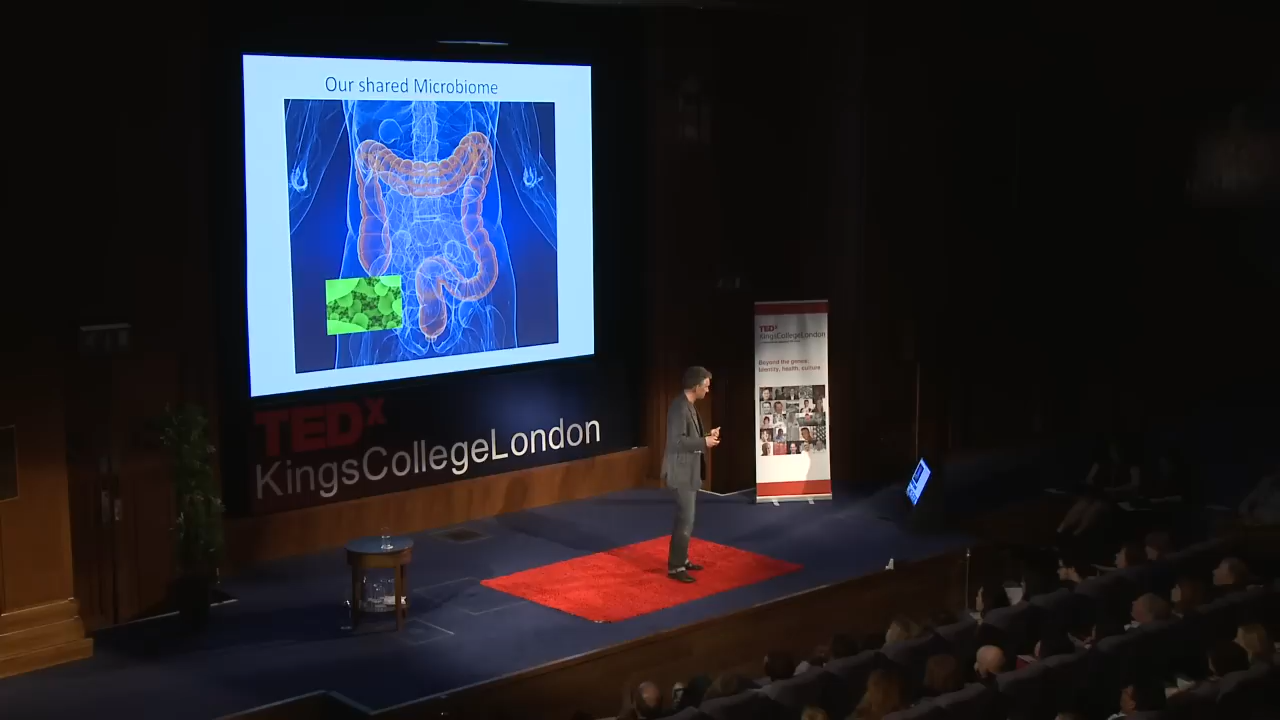 Our shared Microbiome
TEDx
KingsCollegeLondon
TEDx
KingsCollegeLondon
Beyond the genes:
Identity, health, culture